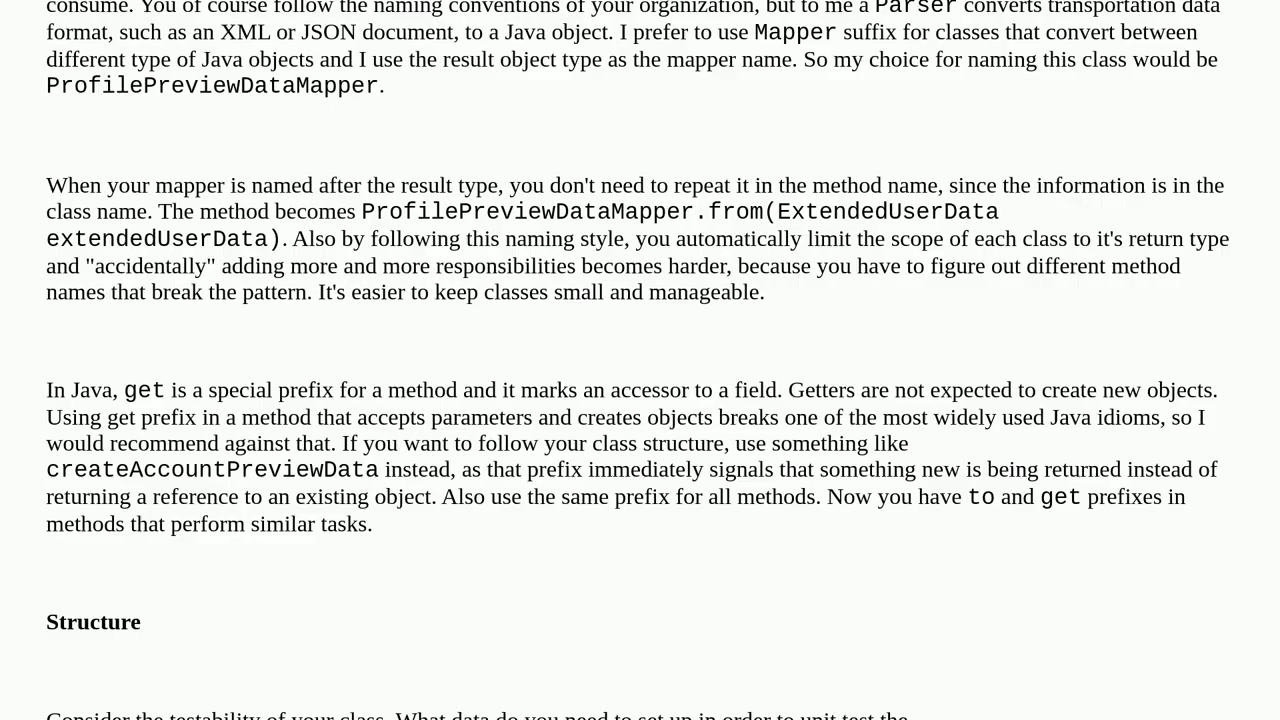 consume. You of course follow the naming conventions of your organization, but to me a Parser converts transportation data
format, such as an XML or JSON document, to a Java object. I prefer to use Mapper suffix for classes that convert between
different type of Java objects and I use the result object type as the mapper name. So my choice for naming this class would be
ProfilePreviewDataMapper.
When your mapper is named after the result type, you don't need to repeat it in the method name, since the information is in the
class name. The method becomes ProfilePreviewDataMapper.from(ExtendedUserData
extendedUserData). Also by following this naming style, you automatically limit the scope of each class to it's return type
and "accidentally" adding more and more responsibilities becomes harder, because you have to figure out different method
names that break the pattern. It's easier to keep classes small and manageable.
In Java, get is a special prefix for a method and it marks an accessor to a field. Getters are not expected to create new objects.
Using get prefix in a method that accepts parameters and creates objects breaks one of the most widely used Java idioms, so I
would recommend against that. If you want to follow your class structure, use something like
createAccountPreviewData instead, as that prefix immediately signals that something new is being returned instead of
returning a reference to an existing object. Also use the same prefix for all methods. Now you have to and get prefixes in
methods that perform similar tasks.
Structure
Consider the testability of your class. What data do you need to set up in order to unit test the